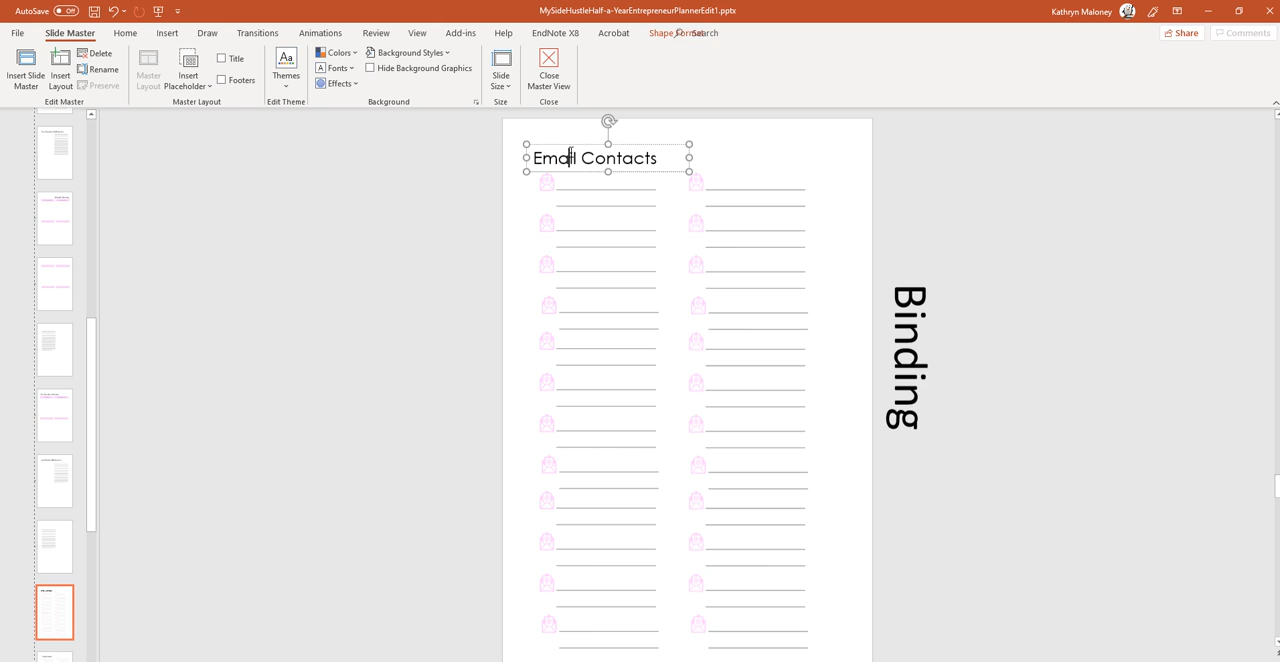 AutoSave Off MySideHustleHalf-a-YearEntrepreneurPlannerEdit1.pptx Kathryn Maloney
File Slide Master Home Insert Draw Transitions Animations Review View Add-ins Help EndNote X8 Acrobat Search Share Comments
Insert Slide Master
Insert Layout
Delete
Rename
Preserve
Edit Master
Master Layout
Insert Placeholder
Title
Footers
Master Layout
Themes
Edit Theme
Colors
Fonts
Effects
Background Styles
Hide Background Graphics
Background
Slide Size
Size
Close Master View
Close
Email Contacts
Binding